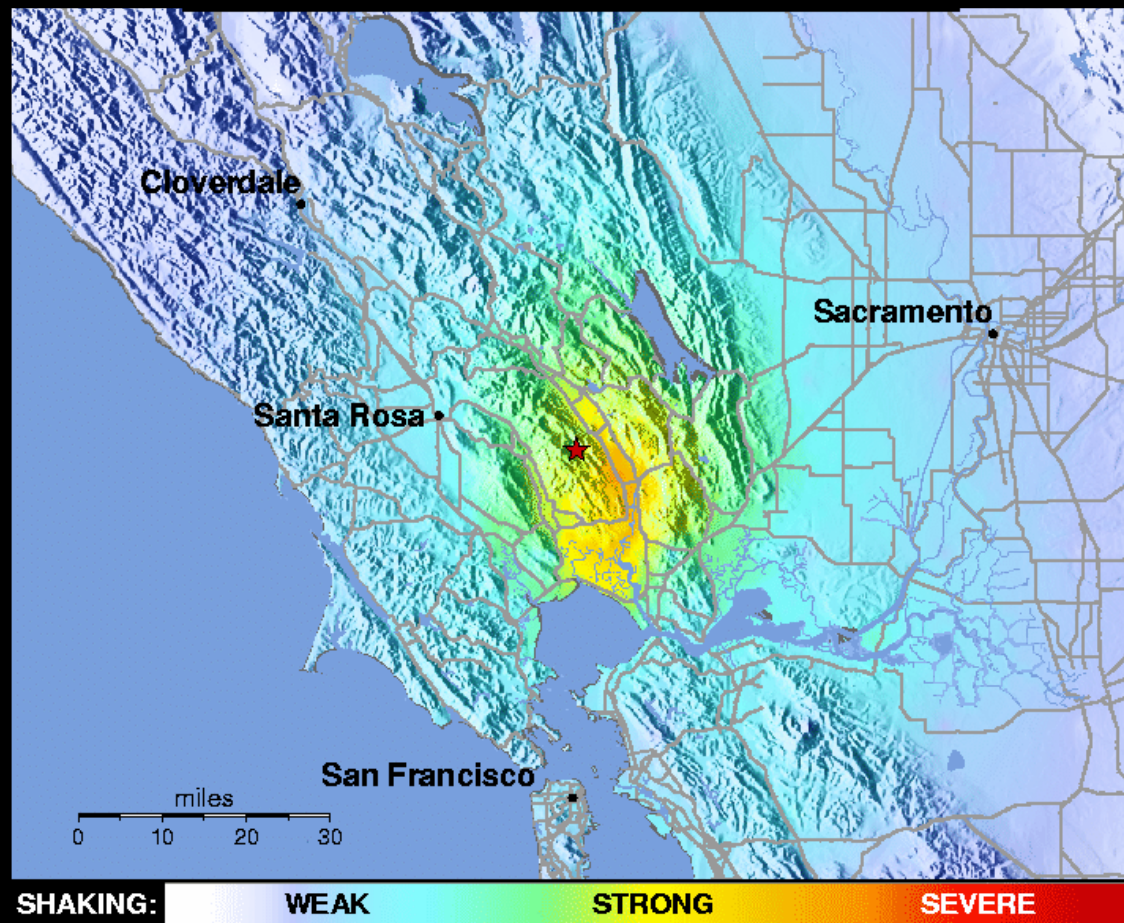 Cloverdale
Sacramento
Santa Rosa
San Francisco
miles
0 10 20 30
SHAKING: WEAK STRONG SEVERE